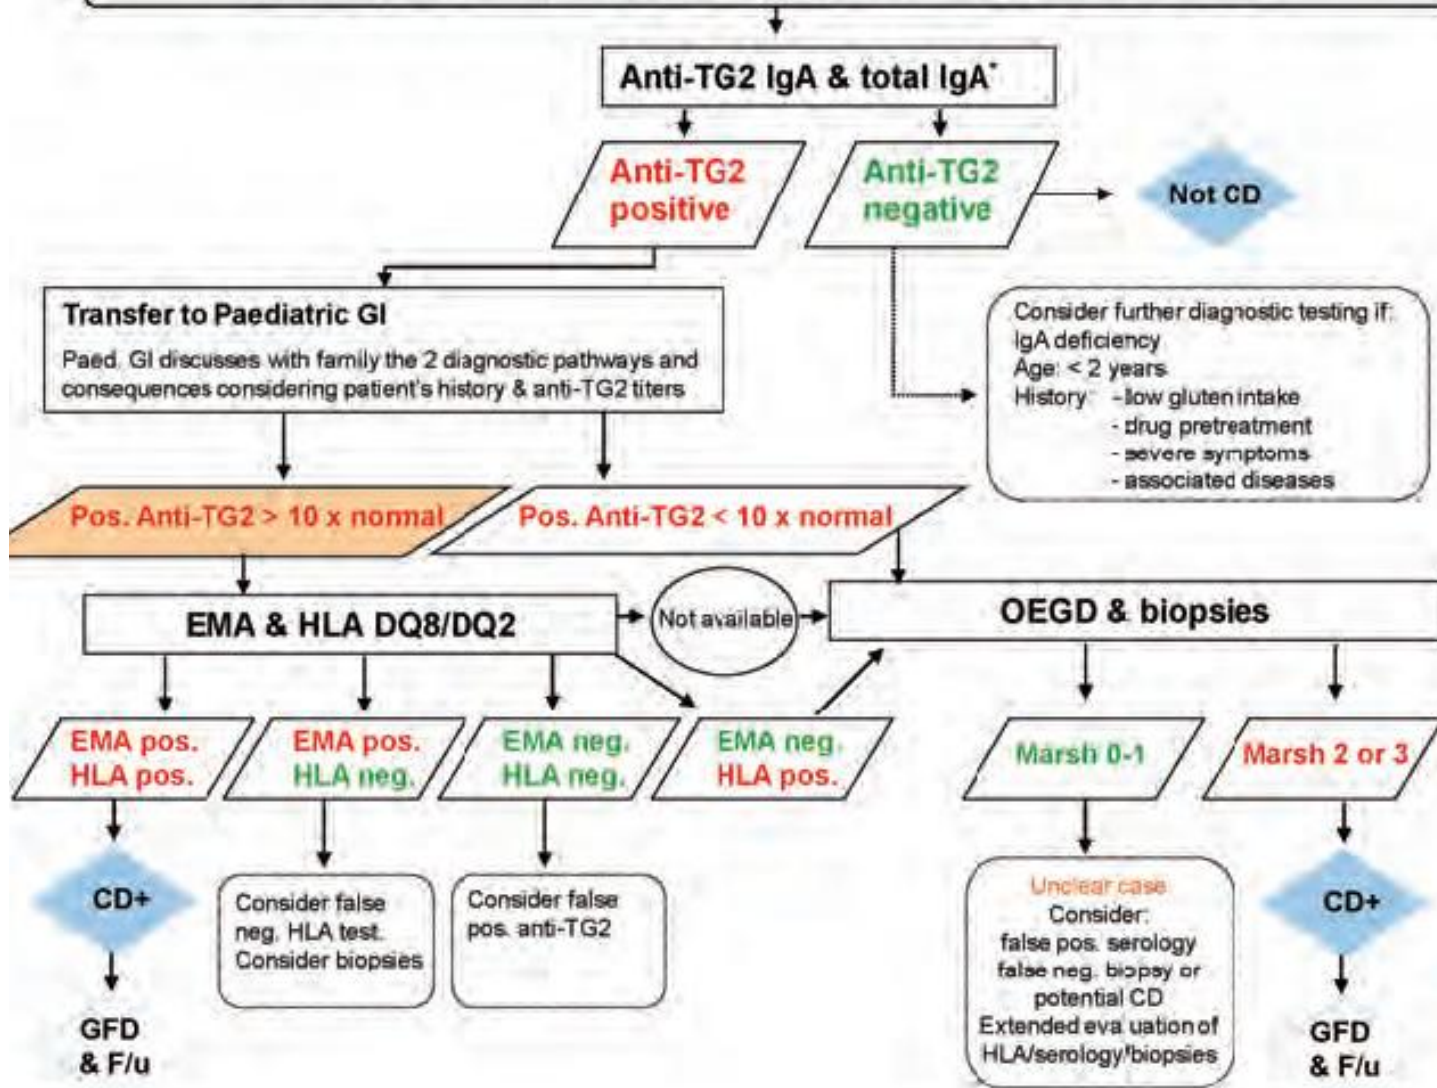 Anti-TG2 IgA & total IgA*
Anti-TG2
positive
Anti-TG2
negative
Not CD
Transfer to Paediatric GI
Paed. GI discusses with family the 2 diagnostic pathways and
consequences considering patient's history & anti-TG2 titers
Consider further diagnostic testing if:
IgA deficiency
Age: < 2 years
History: - low gluten intake
- drug pretreatment
- severe symptoms
- associated diseases
Pos. Anti-TG2 > 10 x normal
Pos. Anti-TG2 < 10 x normal
EMA & HLA DQ8/DQ2
Not available
OEGD & biopsies
EMA pos.
HLA pos.
EMA pos.
HLA neg.
EMA neg.
HLA neg.
EMA neg.
HLA pos.
Marsh 0-1
Marsh 2 or 3
CD+
Consider false
neg. HLA test.
Consider biopsies
Consider false
pos. anti-TG2
Unclear case
Consider:
false pos. serology
false neg. biopsy or
potential CD
Extended evaluation of
HLA/serology/biopsies
CD+
GFD
& F/u
GFD
& F/u